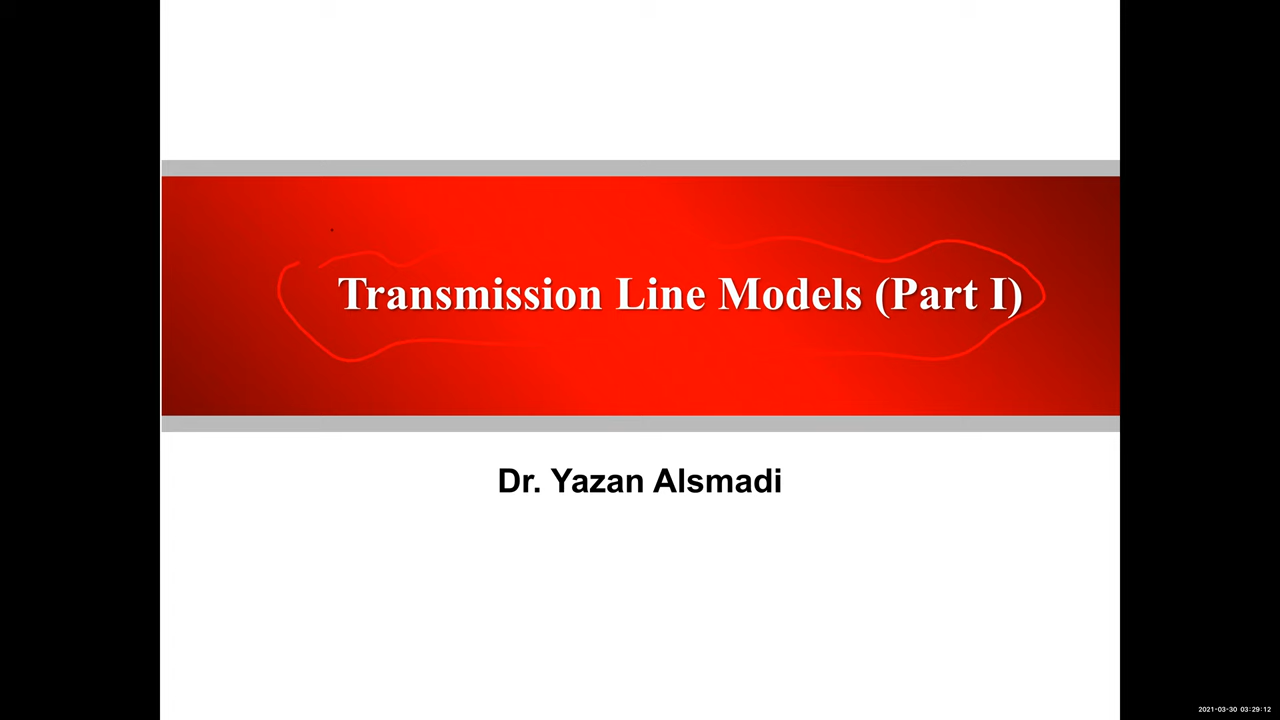 Transmission Line Models (Part I)
Dr. Yazan Alsmadi
2021-03-30 03:29:12